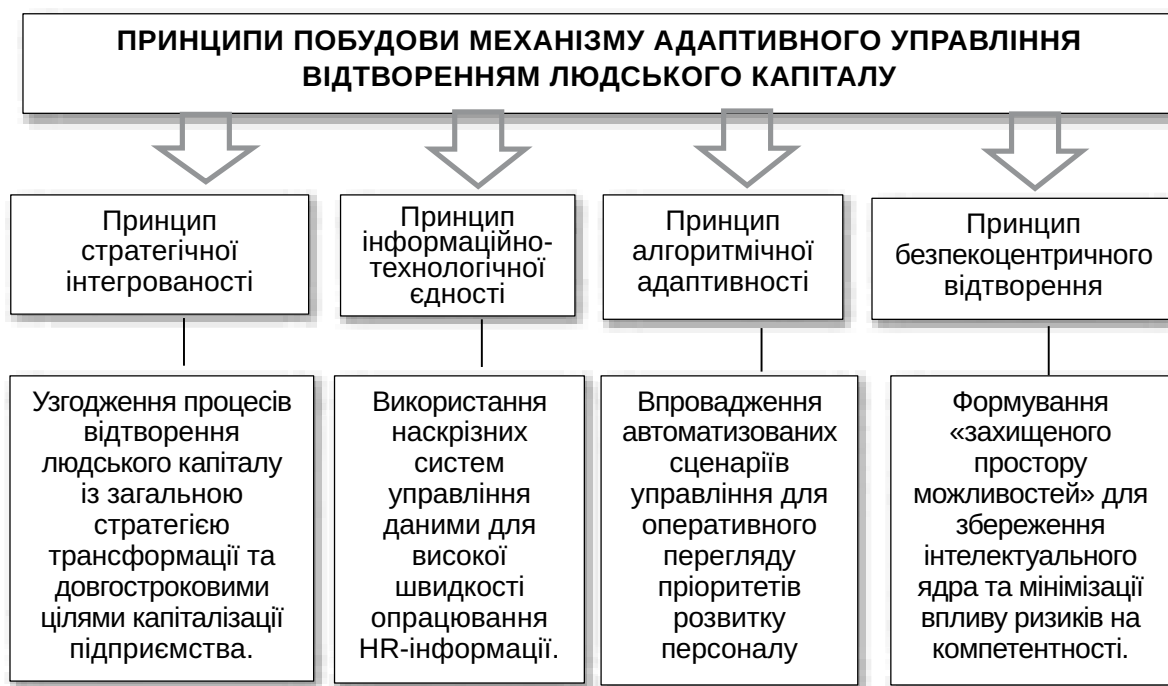 ПРИНЦИПИ ПОБУДОВИ МЕХАНІЗМУ АДАПТИВНОГО УПРАВЛІННЯ
ВІДТВОРЕННЯМ ЛЮДСЬКОГО КАПІТАЛУ
Принцип
стратегічної
інтегрованості
Принцип
інформаційно-
технологічної
єдності
Принцип
алгоритмічної
адаптивності
Принцип
безпекоцентричного
відтворення
Узгодження процесів
відтворення
людського капіталу
із загальною
стратегією
трансформації та
довгостроковими
цілями капіталізації
підприємства.
Використання
наскрізних
систем
управління
даними для
високої
швидкості
опрацювання
HR-інформації.
Впровадження
автоматизованих
сценаріїв
управління для
оперативного
перегляду
пріоритетів
розвитку
персоналу
Формування
«захищеного
простору
можливостей» для
збереження
інтелектуального
ядра та мінімізації
впливу ризиків на
компетентності.